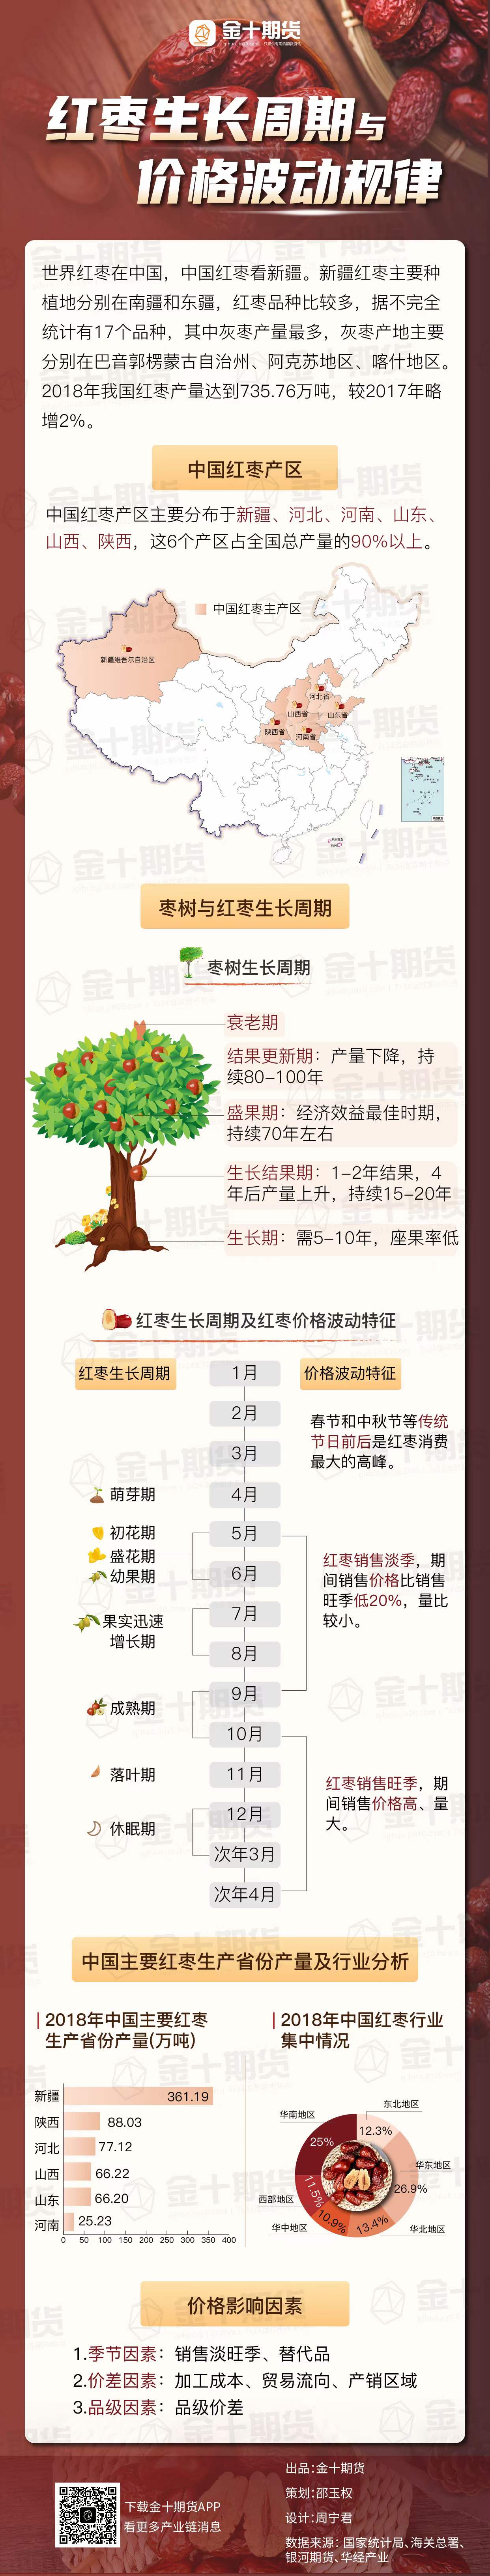 金十期货
红枣生长周期与
价格波动规律
世界红枣在中国，中国红枣看新疆。新疆红枣主要种
植地分别在南疆和东疆，红枣品种比较多，据不完全
统计有17个品种，其中灰枣产量最多，灰枣产地主要
分别在巴音郭楞蒙古自治州、阿克苏地区、喀什地区。
2018年我国红枣产量达到735.76万吨，较2017年略
增2%。
中国红枣产区
中国红枣产区主要分布于新疆、河北、河南、山东、
山西、陕西，这6个产区占全国总产量的90%以上。
中国红枣主产区
新疆维吾尔自治区
河北省
山西省
山东省
陕西省
河南省
枣树与红枣生长周期
枣树生长周期
衰老期
结果更新期：产量下降，持
续80-100年
盛果期：经济效益最佳时期，
持续70年左右
生长结果期：1-2年结果，4
年后产量上升，持续15-20年
生长期：需5-10年，座果率低
红枣生长周期及红枣价格波动特征
红枣生长周期
1月
价格波动特征
2月
春节和中秋节等传统
节日前后是红枣消费
最大的高峰。
3月
萌芽期
4月
初花期
5月
盛花期
幼果期
6月
红枣销售淡季，期
间销售价格比销售
旺季低20%，量比
较小。
果实迅速
增长期
7月
8月
9月
成熟期
10月
落叶期
11月
红枣销售旺季，期
间销售价格高、量
大。
12月
休眠期
次年3月
次年4月
中国主要红枣生产省份产量及行业分析
2018年中国主要红枣
生产省份产量(万吨)
新疆 361.19
陕西 88.03
河北 77.12
山西 66.22
山东 66.20
河南 25.23
0 50 100 150 200 250 300 350 400
2018年中国红枣行业
集中情况
东北地区
12.3%
华南地区
25%
华东地区
26.9%
西部地区
11.5%
华中地区
10.9%
华北地区
13.4%
价格影响因素
1.季节因素：销售淡旺季、替代品
2.价差因素：加工成本、贸易流向、产销区域
3.品级因素：品级价差
下载金十期货APP
看更多产业链消息
出品:金十期货
策划:邵玉权
设计:周宁君
数据来源: 国家统计局、海关总署、
银河期货、华经产业